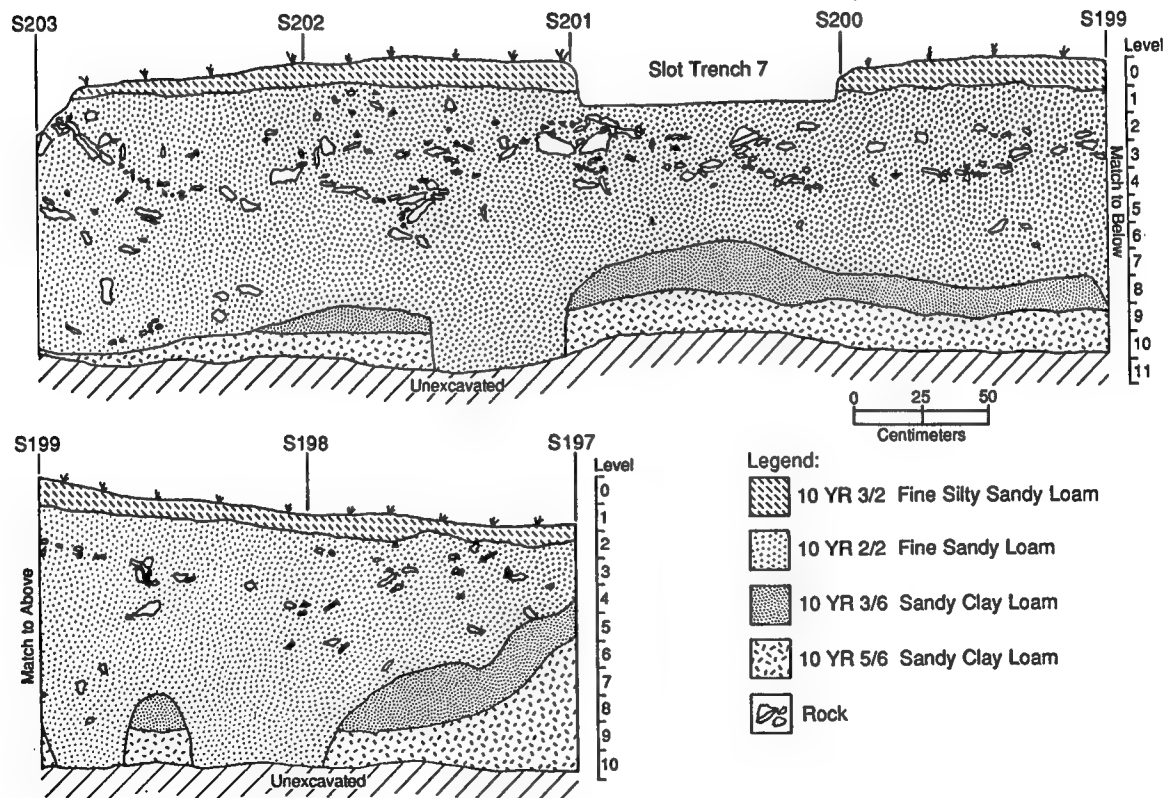 S203 S202 S201 S200 S199
Slot Trench 7
Level
0
1
2
3
4
5
6
7
8
9
10
11
Match to Below
Unexcavated
0 25 50
Centimeters
S199 S198 S197
Level
0
1
2
3
4
5
6
7
8
9
10
Match to Above
Unexcavated
Legend:
10 YR 3/2 Fine Silty Sandy Loam
10 YR 2/2 Fine Sandy Loam
10 YR 3/6 Sandy Clay Loam
10 YR 5/6 Sandy Clay Loam
Rock